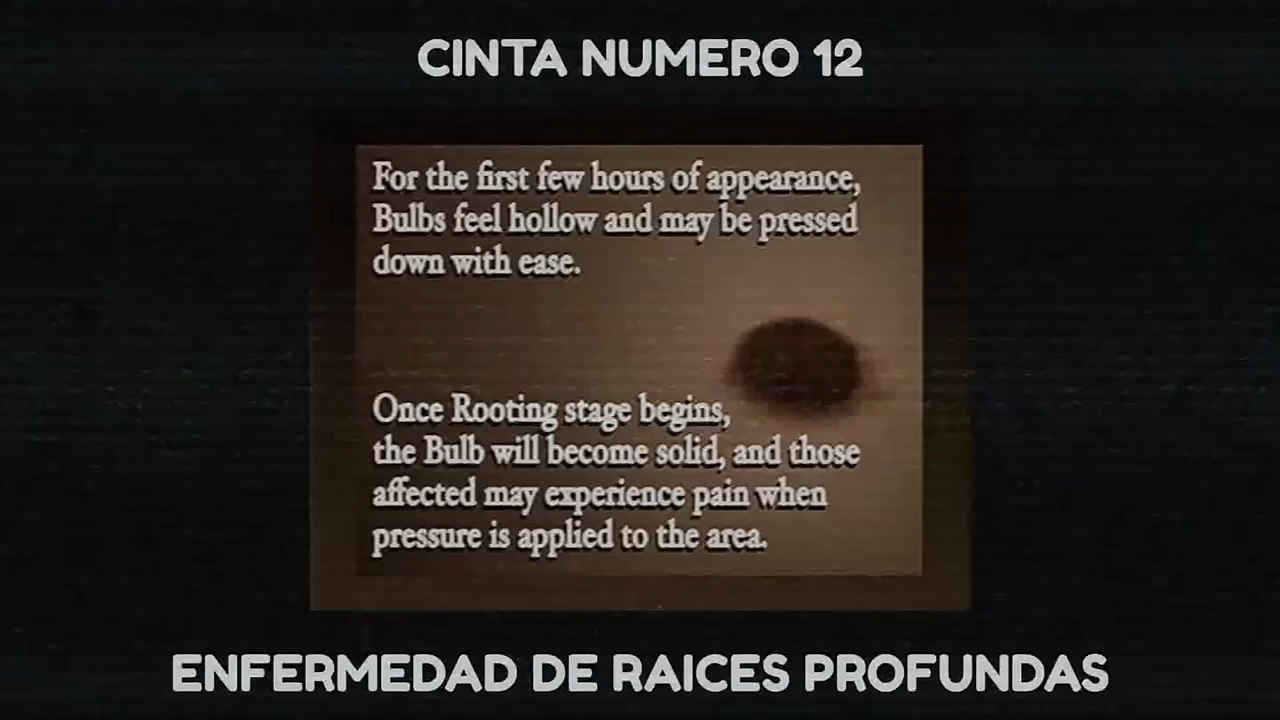 CINTA NUMERO 12
For the first few hours of appearance,
Bulbs feel hollow and may be pressed
down with ease.
Once Rooting stage begins,
the Bulb will become solid, and those
affected may experience pain when
pressure is applied to the area.
ENFERMEDAD DE RAICES PROFUNDAS